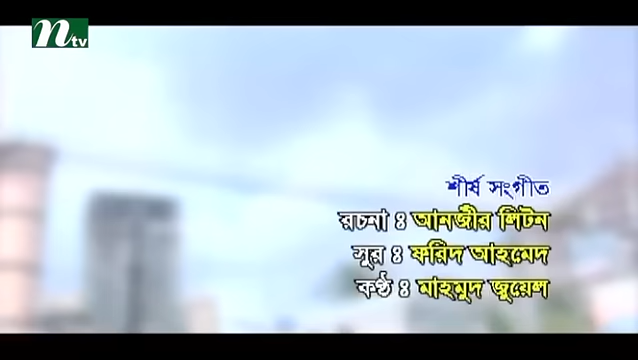 ntv
শীর্ষ সংগীত
রচনা ঃ আনজীর লিটন
সুর ঃ ফরিদ আহমেদ
কণ্ঠ ঃ মাহমুদ জুয়েল